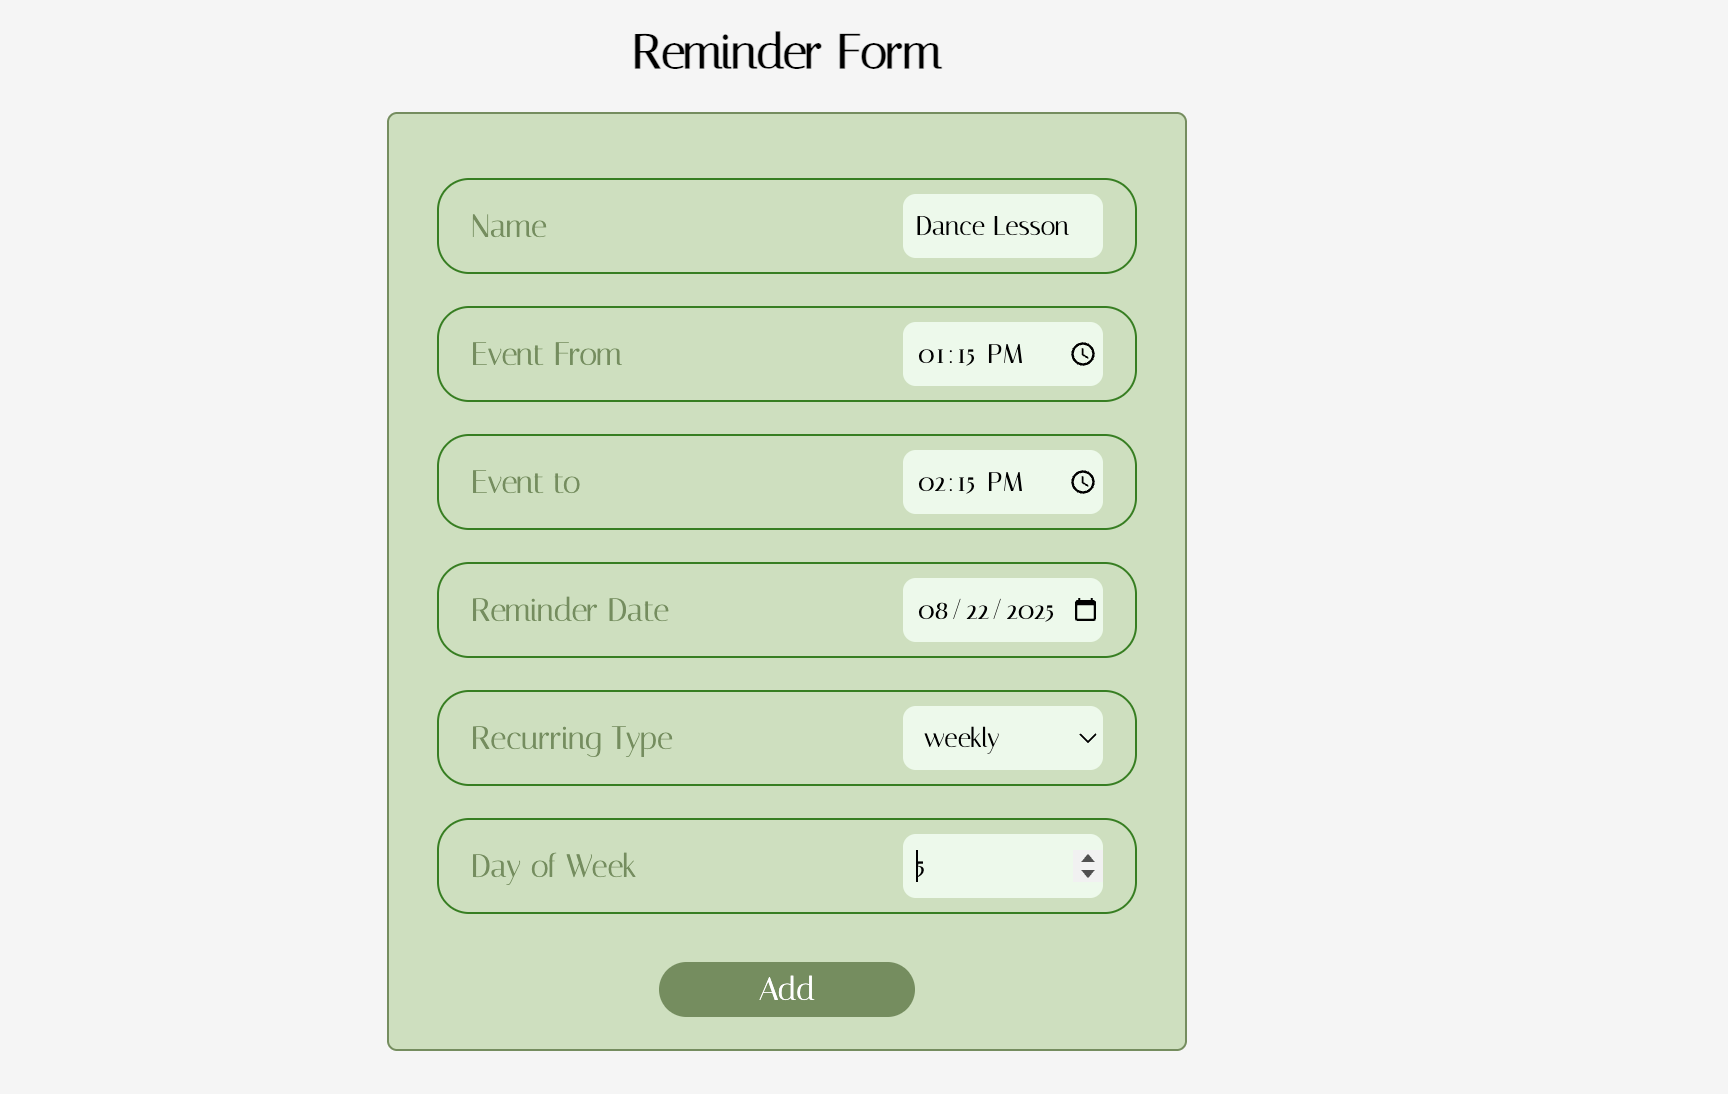 Reminder Form
Name
Dance Lesson
Event From
01:15 PM
Event to
02:15 PM
Reminder Date
08/22/2025
Recurring Type
weekly
Day of Week
5
Add